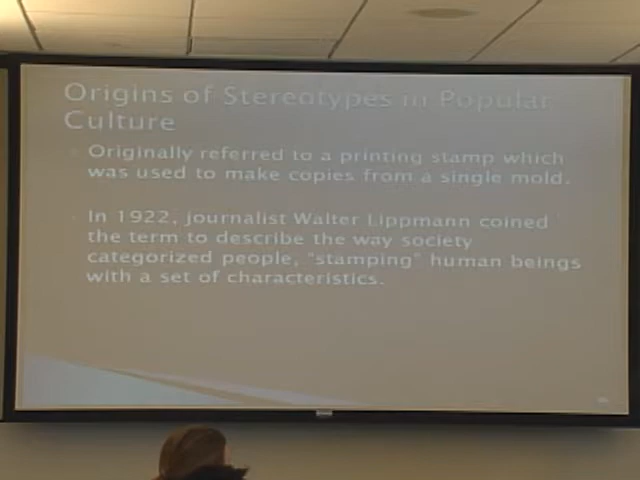 Origins of Stereotypes in Popular
Culture
Originally referred to a printing stamp which
was used to make copies from a single mold.
In 1922, journalist Walter Lippmann coined
the term to describe the way society
categorized people, "stamping" human beings
with a set of characteristics.